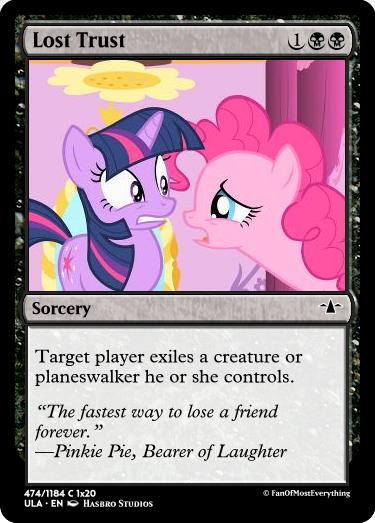 Lost Trust 1
Sorcery
Target player exiles a creature or
planeswalker he or she controls.
“The fastest way to lose a friend
forever.”
—Pinkie Pie, Bearer of Laughter
474/1184 C 1x20
ULA • EN Hasbro Studios
© FanOfMostEverything